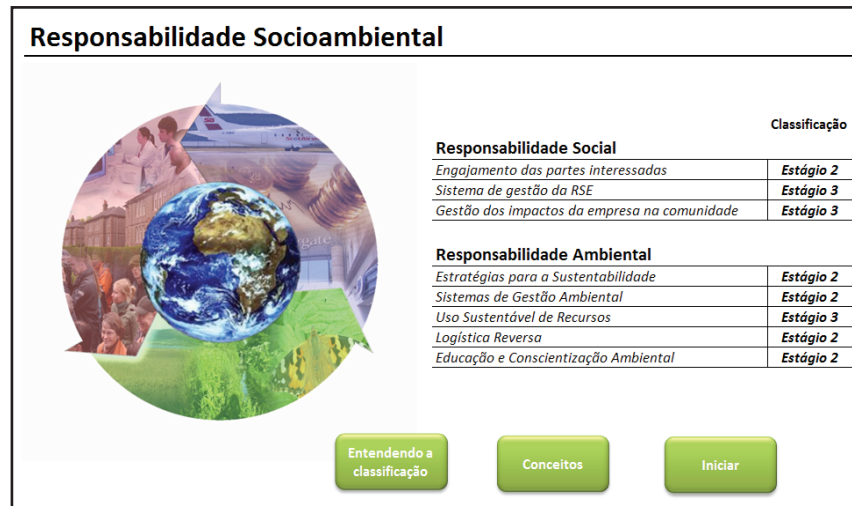 Responsabilidade Socioambiental
Classificação
Responsabilidade Social
Engajamento das partes interessadas Estágio 2
Sistema de gestão da RSE Estágio 3
Gestão dos impactos da empresa na comunidade Estágio 3
Responsabilidade Ambiental
Estratégias para a Sustentabilidade Estágio 2
Sistemas de Gestão Ambiental Estágio 2
Uso Sustentável de Recursos Estágio 3
Logística Reversa Estágio 2
Educação e Conscientização Ambiental Estágio 2
Entendendo a
classificação
Conceitos
Iniciar